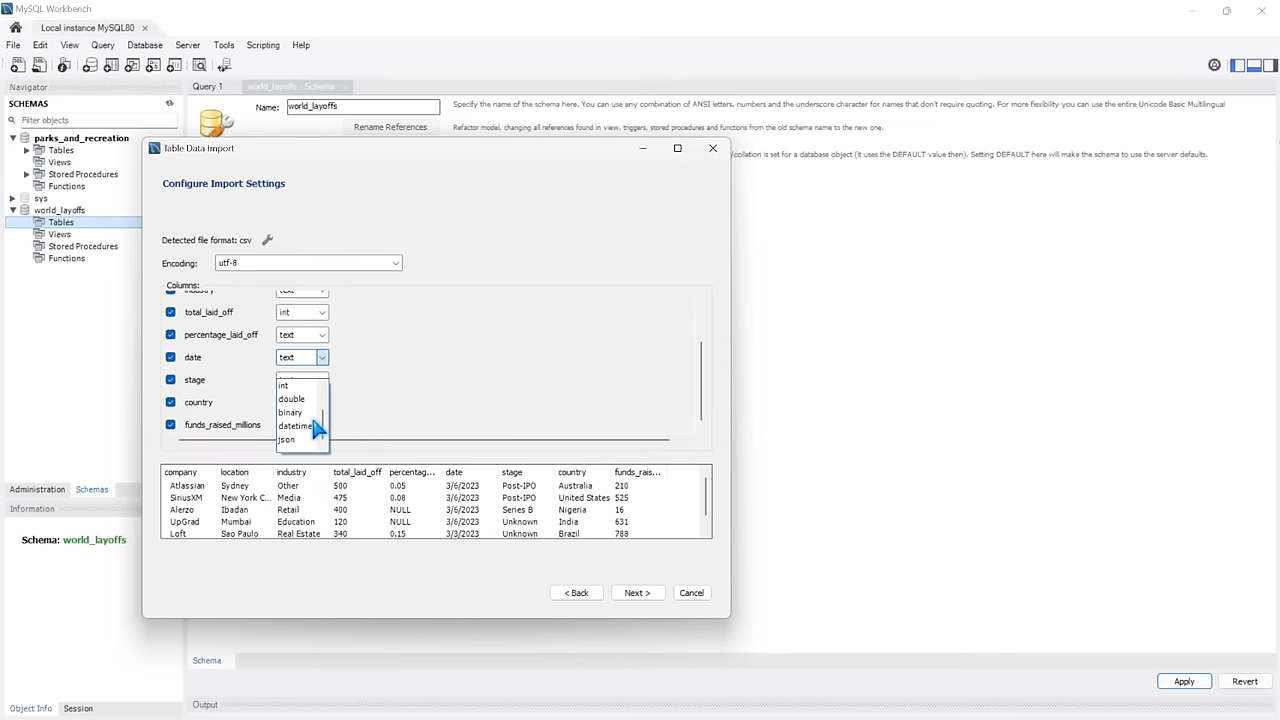 MySQL Workbench
Local instance MySQL80
File Edit View Query Database Server Tools Scripting Help
Navigator
SCHEMAS
Filter objects
parks_and_recreation
Tables
Views
Stored Procedures
Functions
sys
world_layoffs
Tables
Views
Stored Procedures
Functions
Administration Schemas
Information
Schema: world_layoffs
Object Info Session
Query 1 world_layoffs - Schema
Name: world_layoffs
Specify the name of the schema here. You can use any combination of ANSI letters, numbers and the underscore character for names that don't require quoting. For more flexibility you can use the entire Unicode Basic Multilingual
Rename References
Refactor model, changing all references found in view, triggers, stored procedures and functions from the old schema name to the new one.
/collation is set for a database object (it uses the DEFAULT value then). Setting DEFAULT here will make the schema to use the server defaults.
Table Data Import
Configure Import Settings
Detected file format: csv
Encoding: utf-8
Columns:
industry text
total_laid_off int
percentage_laid_off text
date text
stage
country
funds_raised_millions
int
double
binary
datetime
json
company location industry total_laid_off percentag... date stage country funds_rais...
Atlassian Sydney Other 500 0.05 3/6/2023 Post-IPO Australia 210
SiriusXM New York C... Media 475 0.08 3/6/2023 Post-IPO United States 525
Alerzo Ibadan Retail 400 NULL 3/6/2023 Series B Nigeria 16
UpGrad Mumbai Education 120 NULL 3/6/2023 Unknown India 631
Loft Sao Paulo Real Estate 340 0.15 3/3/2023 Unknown Brazil 788
< Back Next > Cancel
Schema
Apply Revert
Output